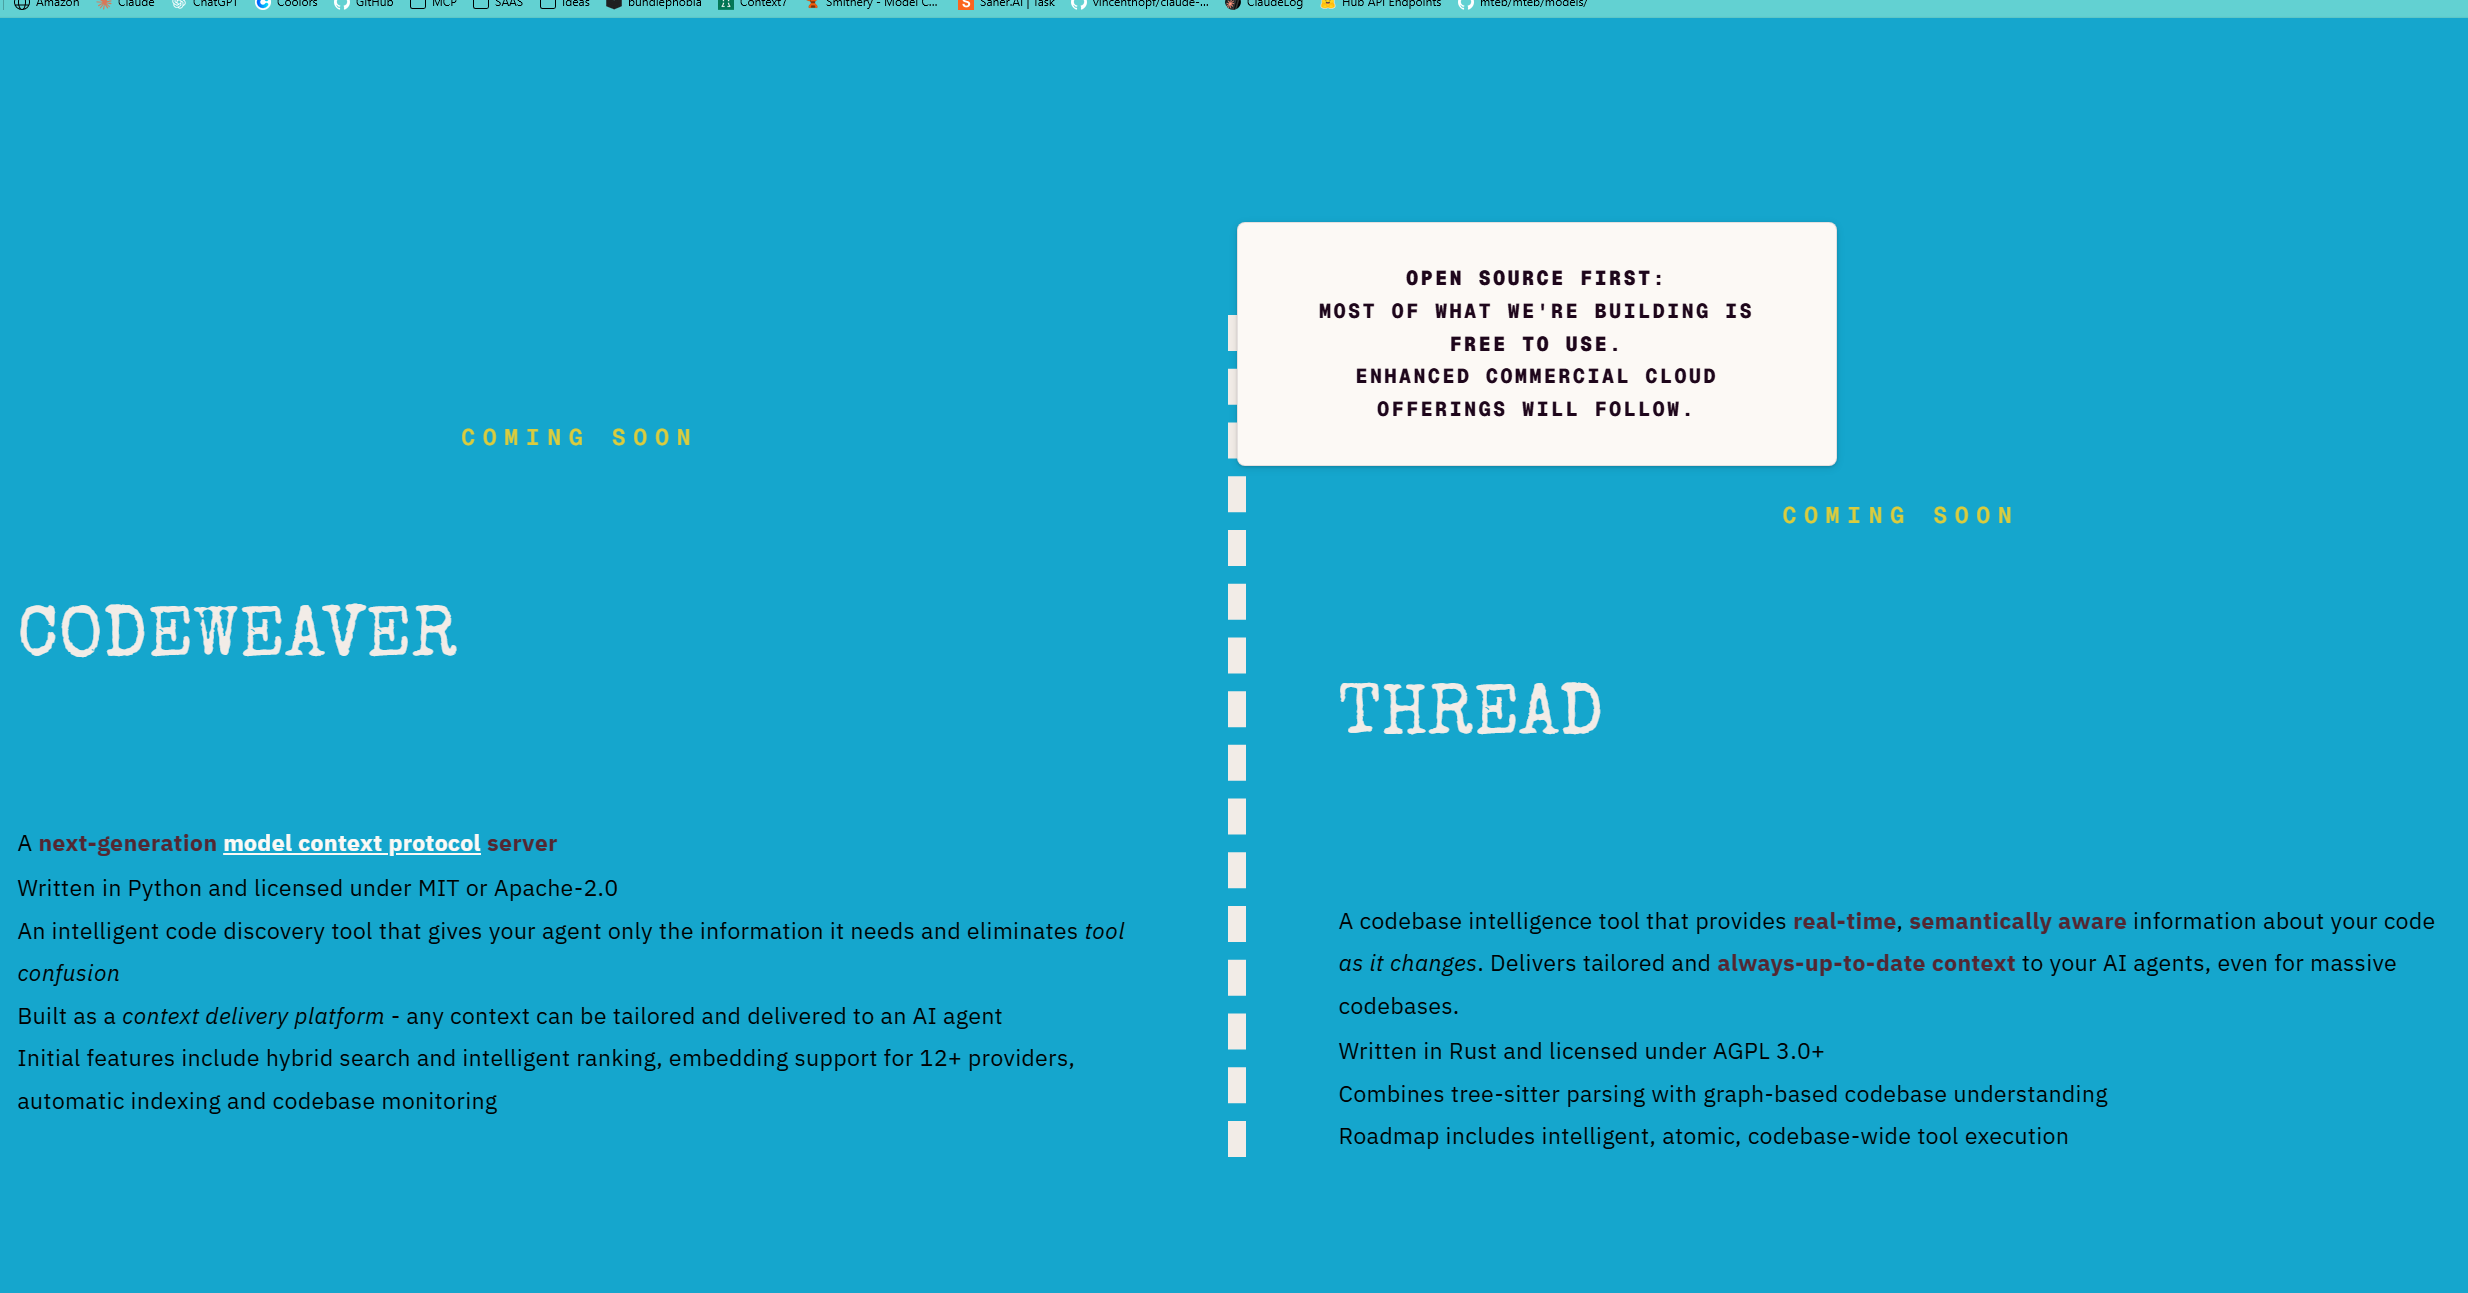 Amazon
Claude
ChatGPT
Coolors
GitHub
MCP
SAAS
Ideas
bundlephobia
Context7
Smithery - Model C...
Saner.AI | Task
vincenthopf/claude-...
ClaudeLog
Hub API Endpoints
mteb/mteb/models/
OPEN SOURCE FIRST:
MOST OF WHAT WE'RE BUILDING IS
FREE TO USE.
ENHANCED COMMERCIAL CLOUD
OFFERINGS WILL FOLLOW.
COMING SOON
CODEWEAVER
A next-generation model context protocol server
Written in Python and licensed under MIT or Apache-2.0
An intelligent code discovery tool that gives your agent only the information it needs and eliminates tool
confusion
Built as a context delivery platform - any context can be tailored and delivered to an AI agent
Initial features include hybrid search and intelligent ranking, embedding support for 12+ providers,
automatic indexing and codebase monitoring
COMING SOON
THREAD
A codebase intelligence tool that provides real-time, semantically aware information about your code
as it changes. Delivers tailored and always-up-to-date context to your AI agents, even for massive
codebases.
Written in Rust and licensed under AGPL 3.0+
Combines tree-sitter parsing with graph-based codebase understanding
Roadmap includes intelligent, atomic, codebase-wide tool execution